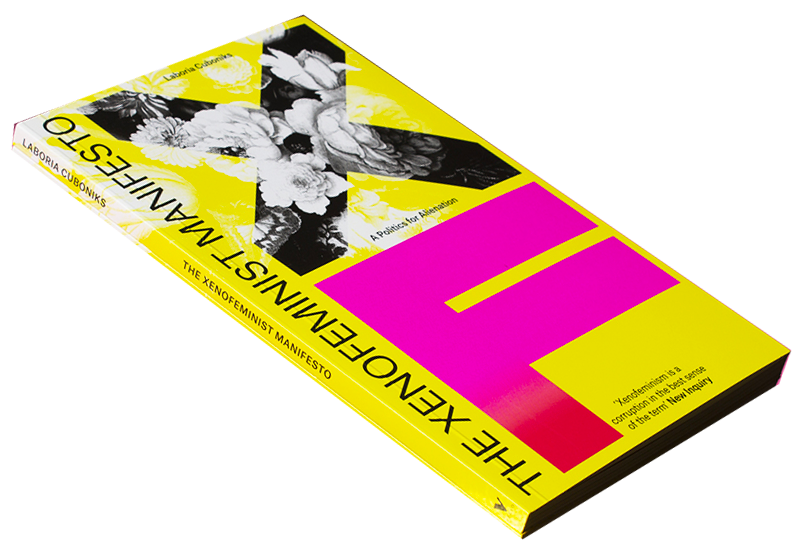 Laboria Cuboniks
XF
A Politics for Alienation
THE XENOFEMINIST MANIFESTO
‘Xenofeminism is a
corruption in the best sense
of the term’ New Inquiry
LABORIA CUBONIKS
THE XENOFEMINIST MANIFESTO